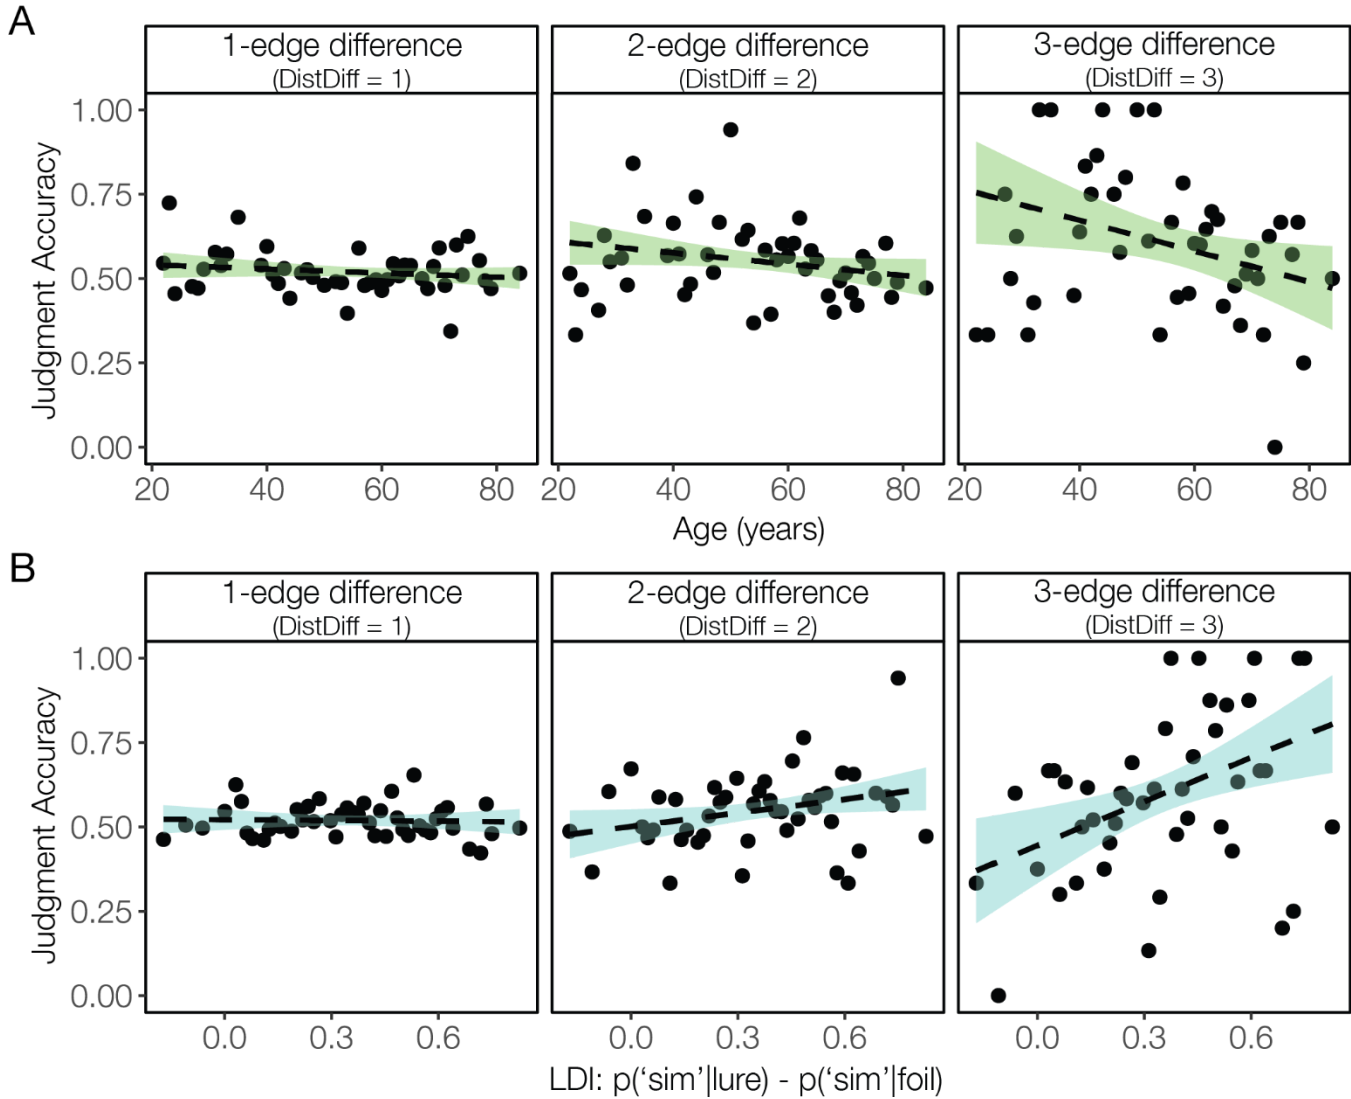 A
1-edge difference
(DistDiff = 1)
2-edge difference
(DistDiff = 2)
3-edge difference
(DistDiff = 3)
Judgment Accuracy
1.00
0.75
0.50
0.25
0.00
20 40 60 80
20 40 60 80
20 40 60 80
Age (years)
B
1-edge difference
(DistDiff = 1)
2-edge difference
(DistDiff = 2)
3-edge difference
(DistDiff = 3)
Judgment Accuracy
1.00
0.75
0.50
0.25
0.00
0.0 0.3 0.6
0.0 0.3 0.6
0.0 0.3 0.6
LDI: p(‘sim’|lure) - p(‘sim’|foil)